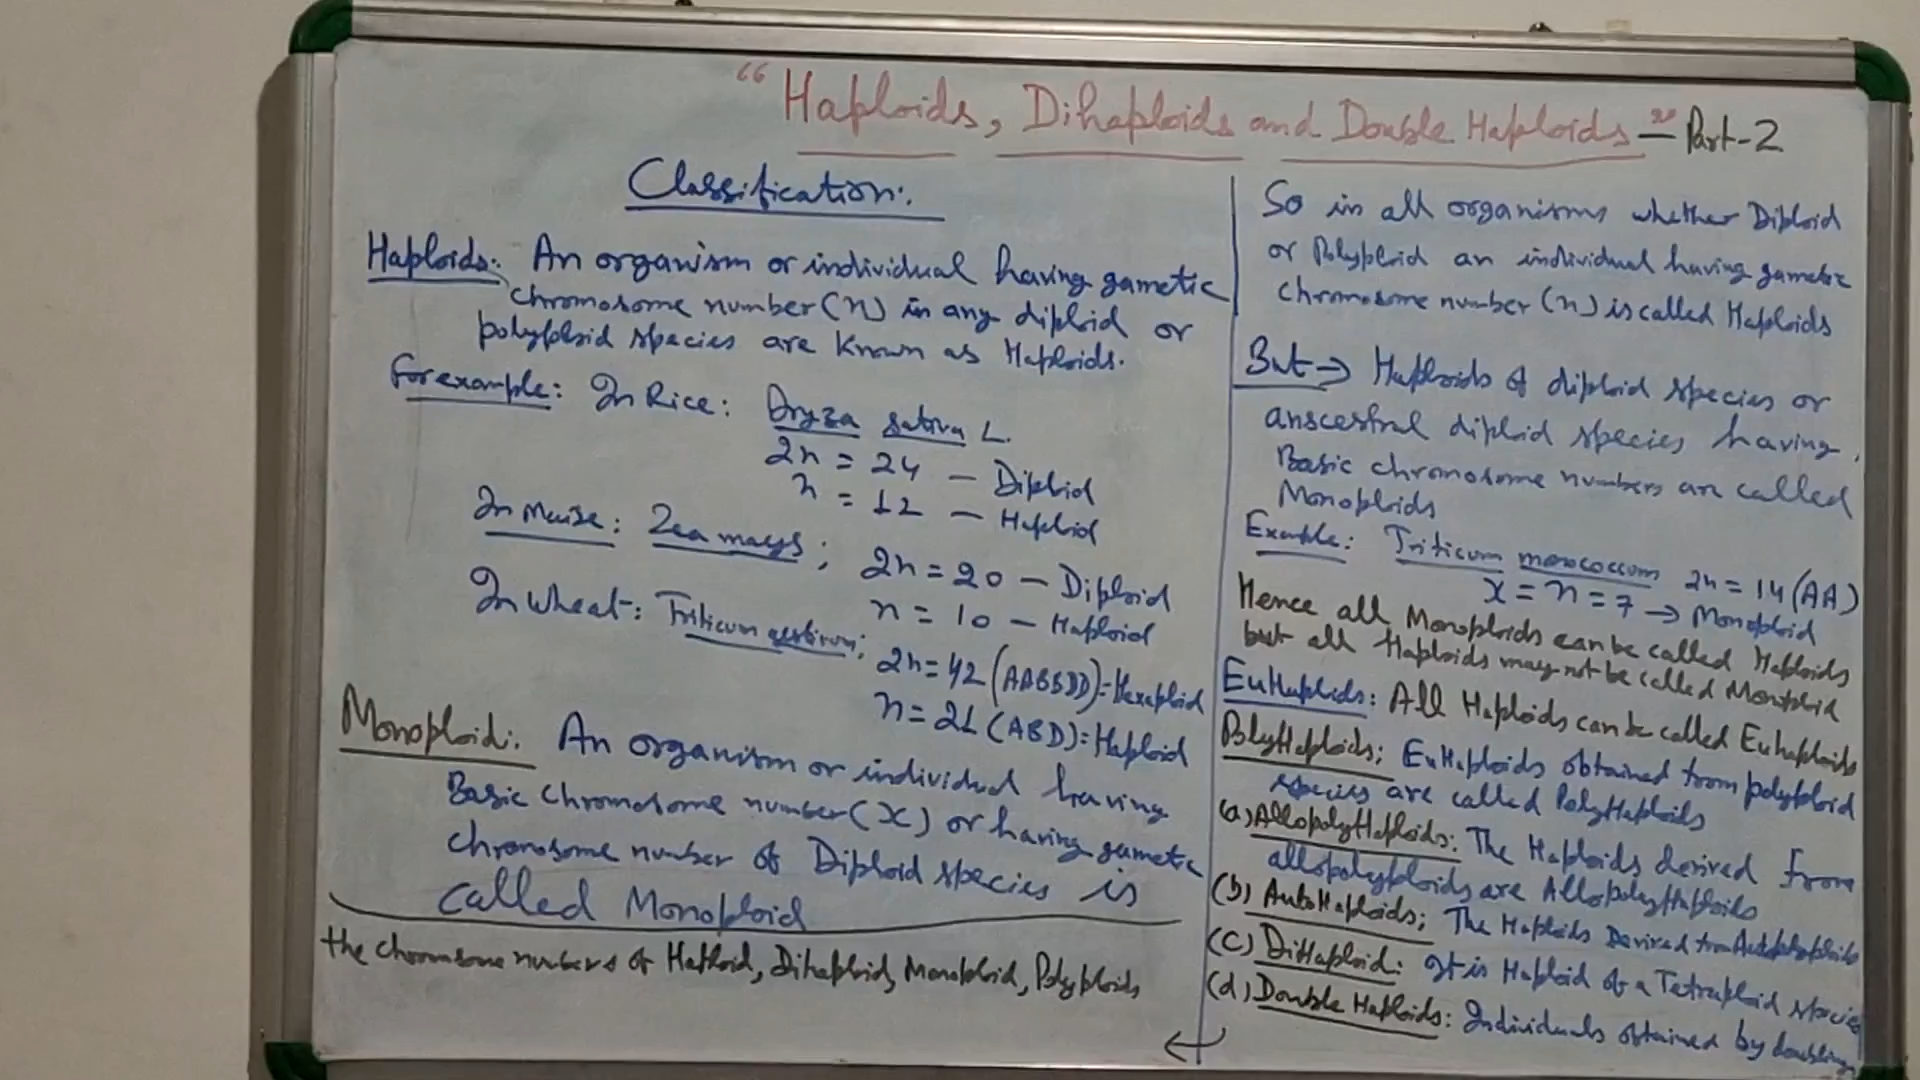 "Haploids, Dihaploids and Double Haploids" - Part-2
Classification:
Haploids: An organism or individual having gametic
chromosome number (n) in any diploid or
polyploid species are known as Haploids.
For example: In Rice: Oryza sativa L.
2n = 24 - Diploid
n = 12 - Haploid
In Maize: Zea mays; 2n = 20 - Diploid
n = 10 - Haploid
In wheat: Triticum aestivum; 2n = 42 (AABBDD) = Hexaploid
n = 21 (ABD) = Haploid
Monoploid: An organism or individual having
Basic chromosome number (x) or having gametic
chromosome number of Diploid species is
called Monoploid
So in all organisms whether Diploid
or Polyploid an individual having gametic
chromosome number (n) is called Haploids
But → Haploids of diploid species or
anscestral diploid species having
Basic chromosome numbers are called
Monoploids
Example: Triticum monococcum 2n = 14 (AA)
x = n = 7 → Monoploid
Hence all Monoploids can be called Haploids
but all Haploids may not be called Monoploid
EuHaploids: All Haploids can be called Euhaploids
PolyHaploids; EuHaploids obtained from polyploid
species are called PolyHaploids
(a) AllopolyHaploids: The Haploids derived from
allopolyploids are AllopolyHaploids
(b) AutoHaploids; The Haploids Derived from Autopolyploids
(c) DiHaploid: It is Haploid of a Tetraploid species
(d) Double Haploids: Individuals obtained by doubling
the chromsome numbers of Haploid, Dihaploid, Monoploid, Polyploids